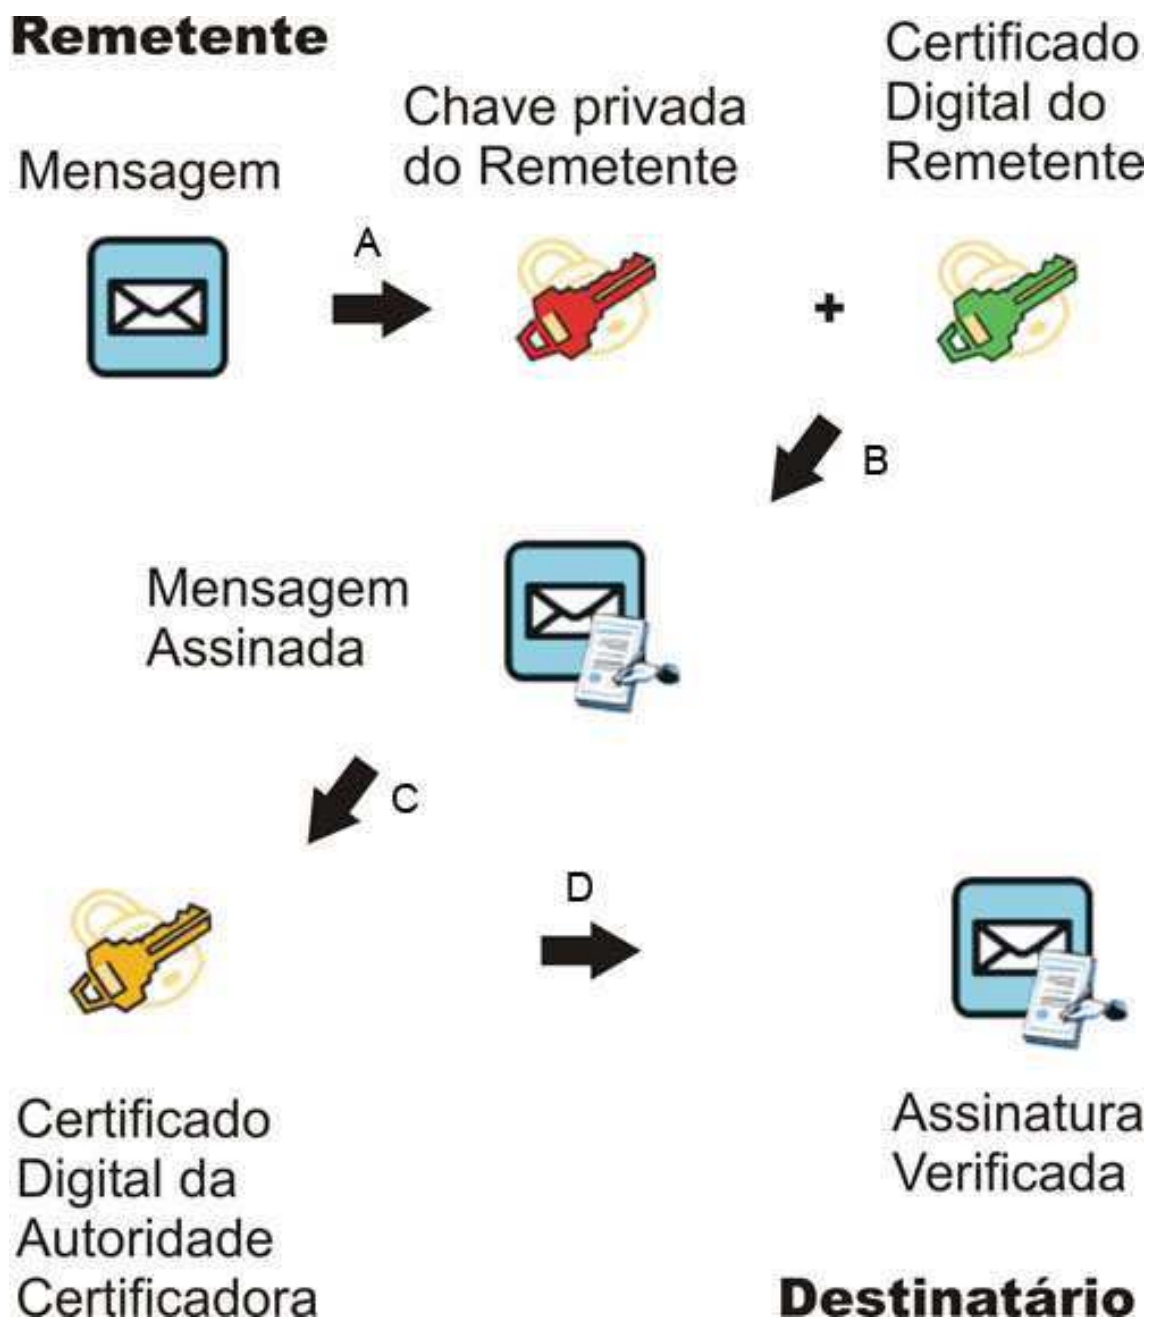 Remetente
Mensagem
Chave privada
do Remetente
Certificado
Digital do
Remetente
A
+
B
Mensagem
Assinada
C
D
Certificado
Digital da
Autoridade
Certificadora
Assinatura
Verificada
Destinatário